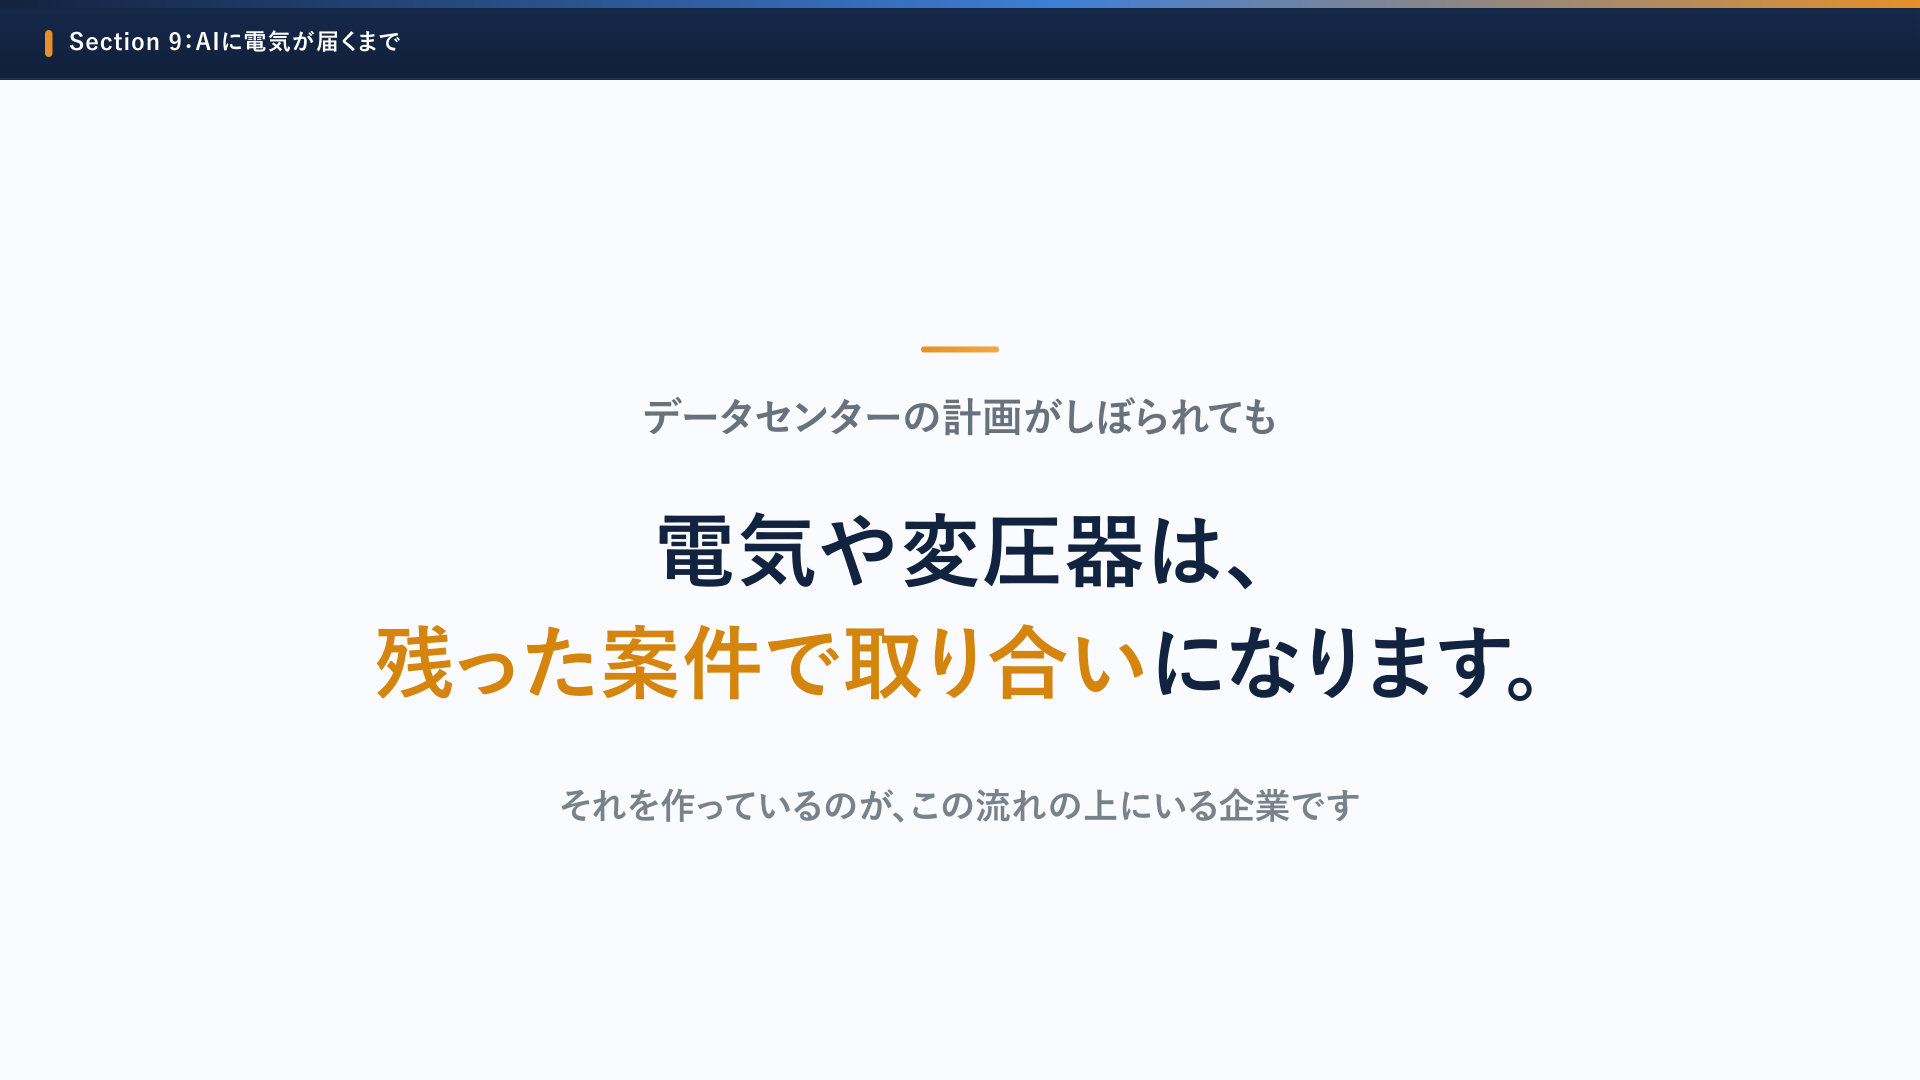 Section 9：AIに電気が届くまで
データセンターの計画がしぼられても
電気や変圧器は、
残った案件で取り合いになります。
それを作っているのが、この流れの上にいる企業です